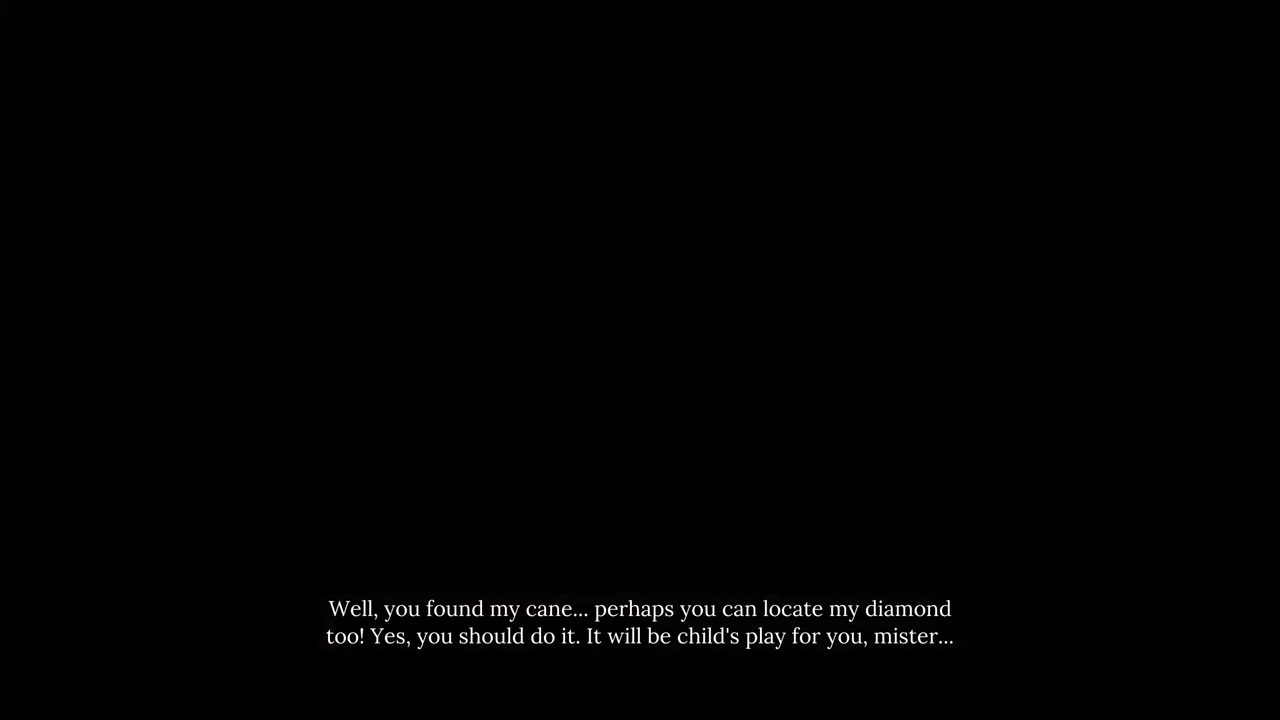 Well, you found my cane... perhaps you can locate my diamond
too! Yes, you should do it. It will be child's play for you, mister...